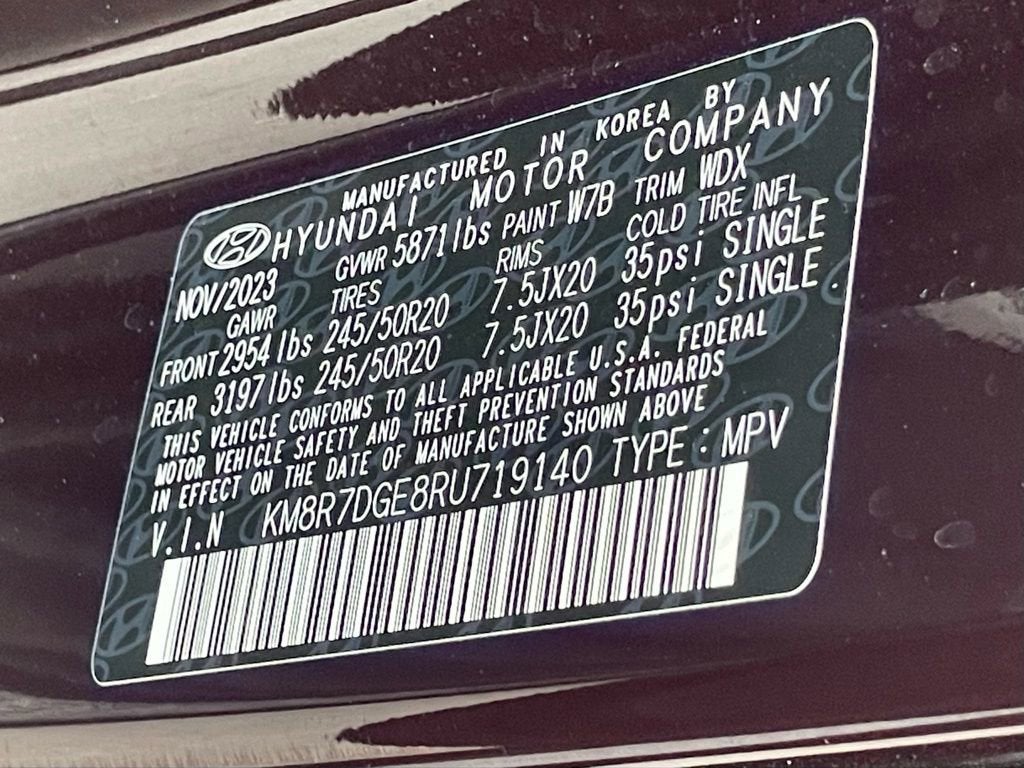 MANUFACTURED IN KOREA BY
HYUNDAI MOTOR COMPANY
NOV/2023 GVWR 5871 lbs PAINT W7B TRIM WDX
GAWR TIRES RIMS COLD TIRE INFL
FRONT 2954 lbs 245/50R20 7.5JX20 35psi SINGLE
REAR 3197 lbs 245/50R20 7.5JX20 35psi SINGLE.
THIS VEHICLE CONFORMS TO ALL APPLICABLE U.S.A. FEDERAL
MOTOR VEHICLE SAFETY AND THEFT PREVENTION STANDARDS
IN EFFECT ON THE DATE OF MANUFACTURE SHOWN ABOVE
V.I.N KM8R7DGE8RU719140 TYPE : MPV